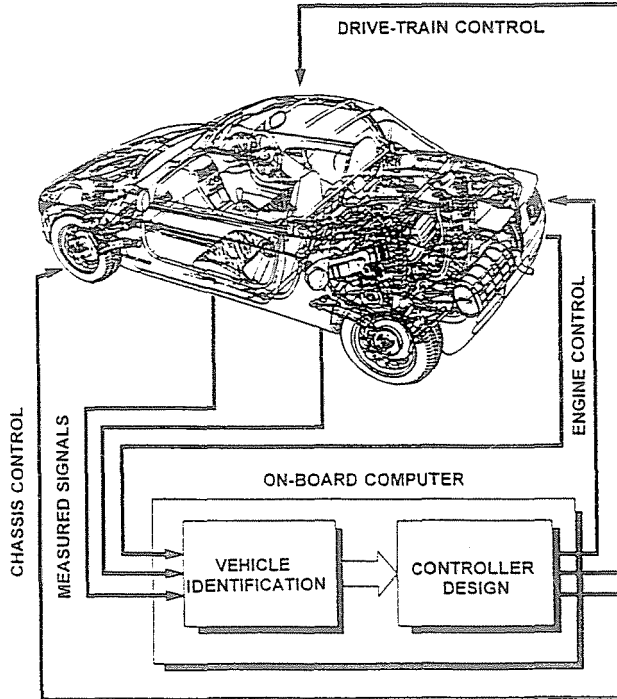 DRIVE-TRAIN CONTROL
CHASSIS CONTROL
MEASURED SIGNALS
ENGINE CONTROL
ON-BOARD COMPUTER
VEHICLE
IDENTIFICATION
CONTROLLER
DESIGN